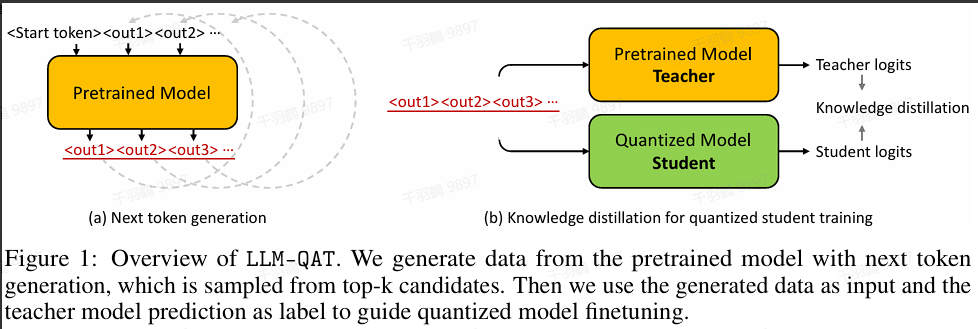 <Start token><out1><out2> ···
Pretrained Model
<out1><out2><out3> ···
(a) Next token generation
<out1><out2><out3> ···
Pretrained Model
Teacher
Quantized Model
Student
Teacher logits
Knowledge distillation
Student logits
(b) Knowledge distillation for quantized student training
Figure 1: Overview of LLM-QAT. We generate data from the pretrained model with next token
generation, which is sampled from top-k candidates. Then we use the generated data as input and the
teacher model prediction as label to guide quantized model finetuning.
千羽鹤 9897